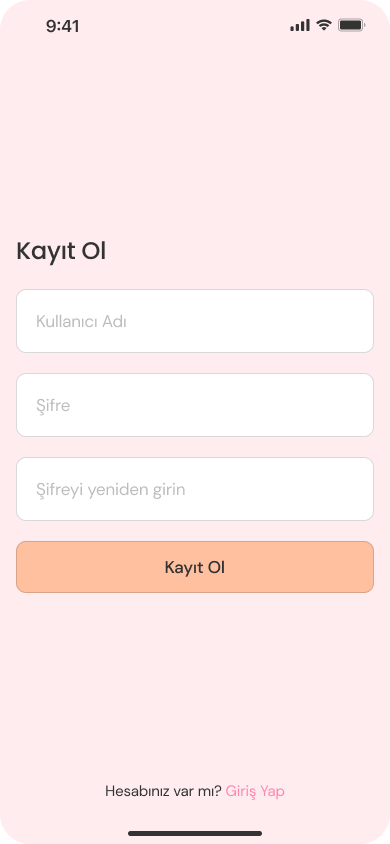 9:41
Kayıt Ol
Kullanıcı Adı
Şifre
Şifreyi yeniden girin
Kayıt Ol
Hesabınız var mı? Giriş Yap